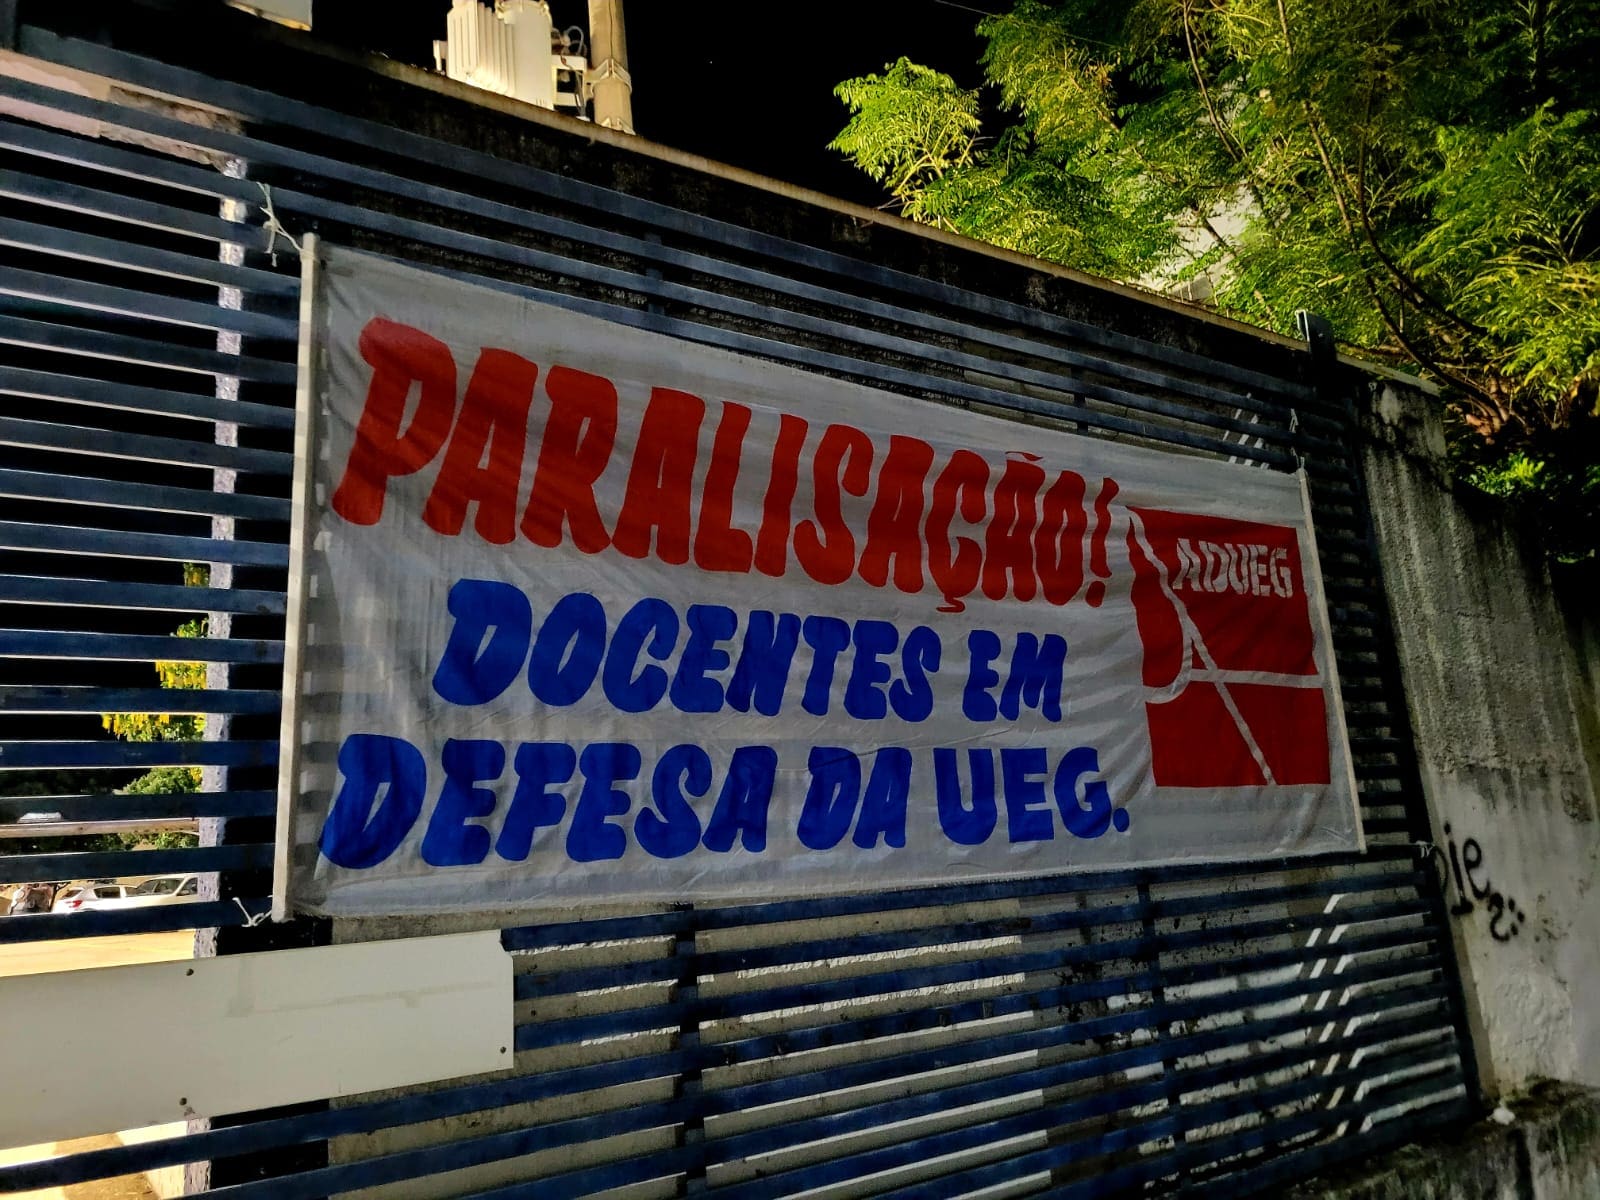 PARALISAÇÃO!
ADUEG
DOCENTES EM
DEFESA DA UEG.